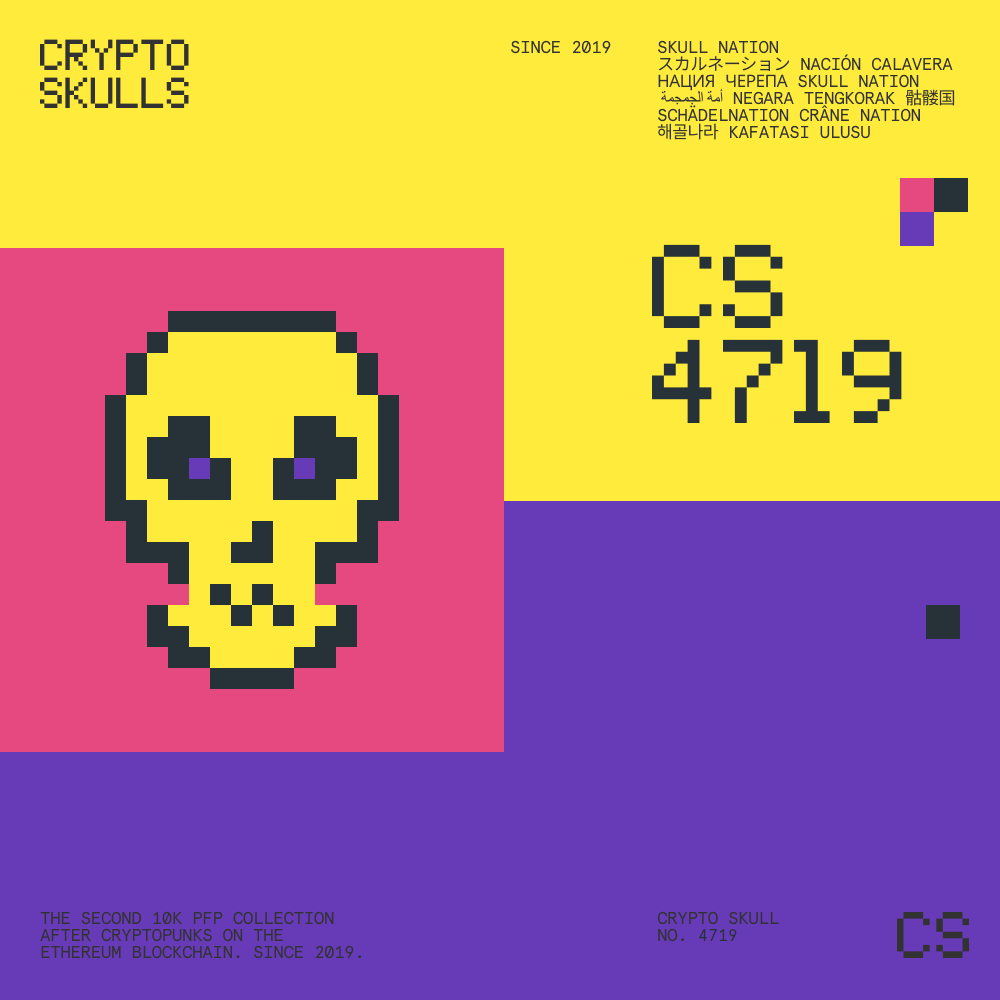 CRYPTO
SKULLS
SINCE 2019
SKULL NATION
スカルネーション NACIÓN CALAVERA
НАЦИЯ ЧЕРЕПА SKULL NATION
أمة الجمجمة NEGARA TENGKORAK 骷髅国
SCHÄDELNATION CRÂNE NATION
해골나라 KAFATASI ULUSU
CS
4719
THE SECOND 10K PFP COLLECTION
AFTER CRYPTOPUNKS ON THE
ETHEREUM BLOCKCHAIN. SINCE 2019.
CRYPTO SKULL
NO. 4719
CS